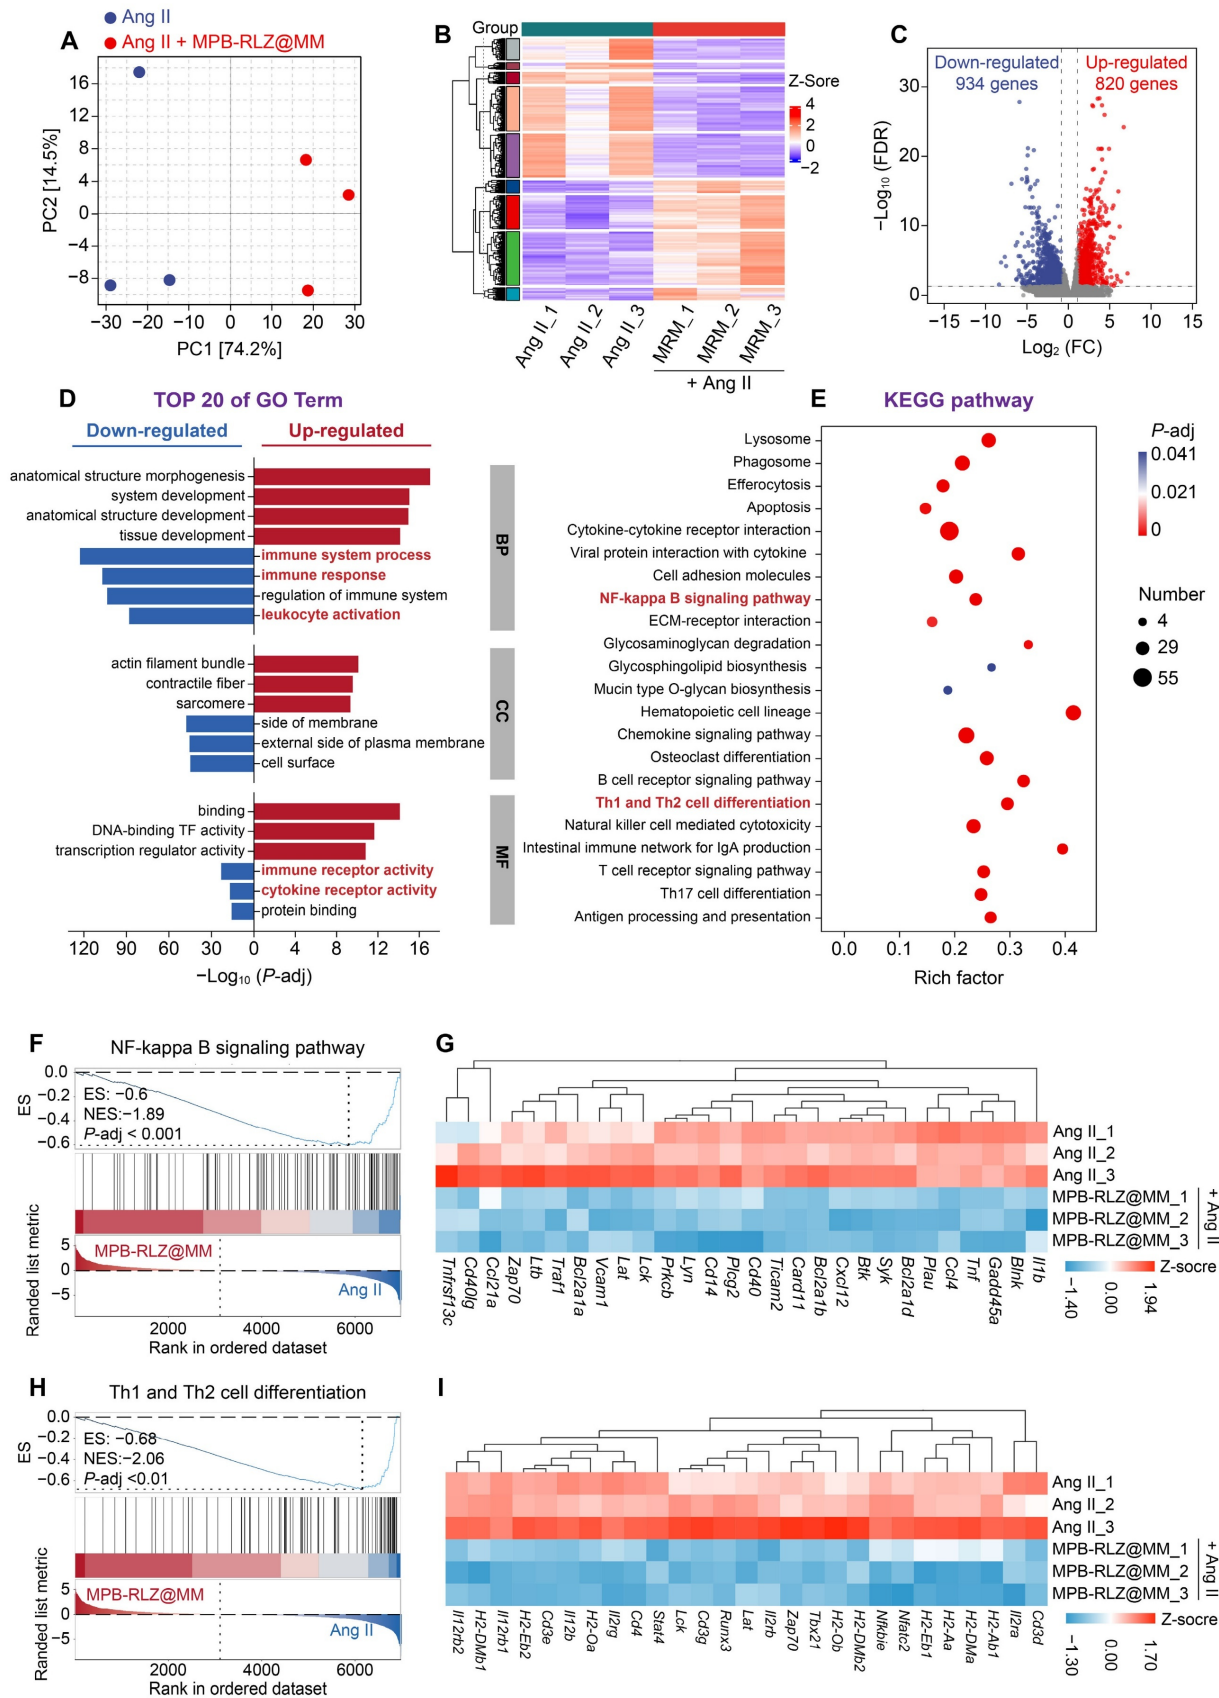 A
Ang II
Ang II + MPB-RLZ@MM
16
12
8
4
0
−4
−8
PC2 [14.5%]
−30
−20
−10
0
10
20
30
PC1 [74.2%]
B
Group
Z-Sore
4
2
0
−2
Ang II_1
Ang II_2
Ang II_3
MRM_1
MRM_2
MRM_3
+ Ang II
C
Down-regulated
934 genes
Up-regulated
820 genes
30
20
10
0
−Log₁₀ (FDR)
−15
−10
−5
0
5
10
15
Log₂ (FC)
D
TOP 20 of GO Term
Down-regulated
Up-regulated
anatomical structure morphogenesis
system development
anatomical structure development
tissue development
immune system process
immune response
regulation of immune system
leukocyte activation
BP
actin filament bundle
contractile fiber
sarcomere
side of membrane
external side of plasma membrane
cell surface
CC
binding
DNA-binding TF activity
transcription regulator activity
immune receptor activity
cytokine receptor activity
protein binding
MF
120
90
60
30
0
4
8
12
16
−Log₁₀ (P-adj)
E
KEGG pathway
Lysosome
Phagosome
Efferocytosis
Apoptosis
Cytokine-cytokine receptor interaction
Viral protein interaction with cytokine
Cell adhesion molecules
NF-kappa B signaling pathway
ECM-receptor interaction
Glycosaminoglycan degradation
Glycosphingolipid biosynthesis
Mucin type O-glycan biosynthesis
Hematopoietic cell lineage
Chemokine signaling pathway
Osteoclast differentiation
B cell receptor signaling pathway
Th1 and Th2 cell differentiation
Natural killer cell mediated cytotoxicity
Intestinal immune network for IgA production
T cell receptor signaling pathway
Th17 cell differentiation
Antigen processing and presentation
0.0
0.1
0.2
0.3
0.4
Rich factor
P-adj
0.041
0.021
0
Number
4
29
55
F
NF-kappa B signaling pathway
0.0
−0.2
−0.4
−0.6
ES
ES: −0.6
NES:−1.89
P-adj < 0.001
5
0
−5
Randed list metric
MPB-RLZ@MM
Ang II
2000
4000
6000
Rank in ordered dataset
G
Ang II_1
Ang II_2
Ang II_3
MPB-RLZ@MM_1
MPB-RLZ@MM_2
MPB-RLZ@MM_3
+ Ang II
Tnfrsf13c
Cd40lg
Ccl21a
Zap70
Ltb
Traf1
Bcl2a1a
Vcam1
Lat
Lck
Prkcb
Lyn
Cd14
Plcg2
Cd40
Ticam2
Card11
Bcl2a1b
Cxcl12
Btk
Syk
Bcl2a1d
Plau
Ccl4
Tnf
Gadd45a
Blnk
Il1b
Z-socre
−1.40
0.00
1.94
H
Th1 and Th2 cell differentiation
0.0
−0.2
−0.4
−0.6
ES
ES: −0.68
NES:−2.06
P-adj <0.01
5
0
−5
Randed list metric
MPB-RLZ@MM
Ang II
2000
4000
6000
Rank in ordered dataset
I
Ang II_1
Ang II_2
Ang II_3
MPB-RLZ@MM_1
MPB-RLZ@MM_2
MPB-RLZ@MM_3
+ Ang II
Il12rb2
H2-DMb1
Il12rb1
H2-Eb2
Cd3e
Il12b
H2-Oa
Il2rg
Cd4
Stat4
Lck
Cd3g
Runx3
Lat
Il2rb
Zap70
Tbx21
H2-Ob
H2-DMb2
Nfkbie
Nfatc2
H2-Eb1
H2-Aa
H2-DMa
H2-Ab1
Il2ra
Cd3d
Z-socre
−1.30
0.00
1.70